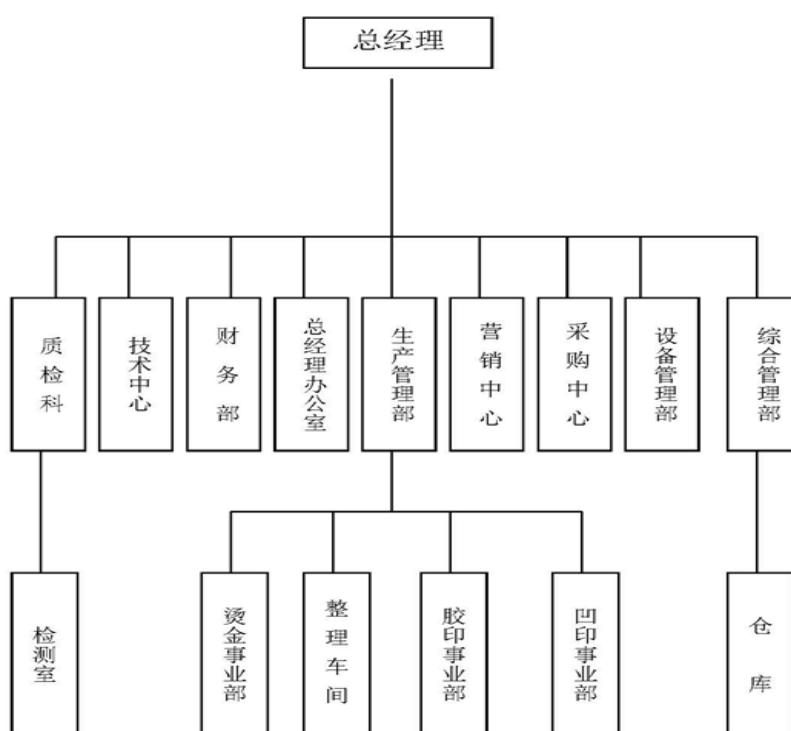 总经理
质检科
技术中心
财务部
总经理办公室
生产管理部
营销中心
采购中心
设备管理部
综合管理部
检测室
烫金事业部
整理车间
胶印事业部
凹印事业部
仓库